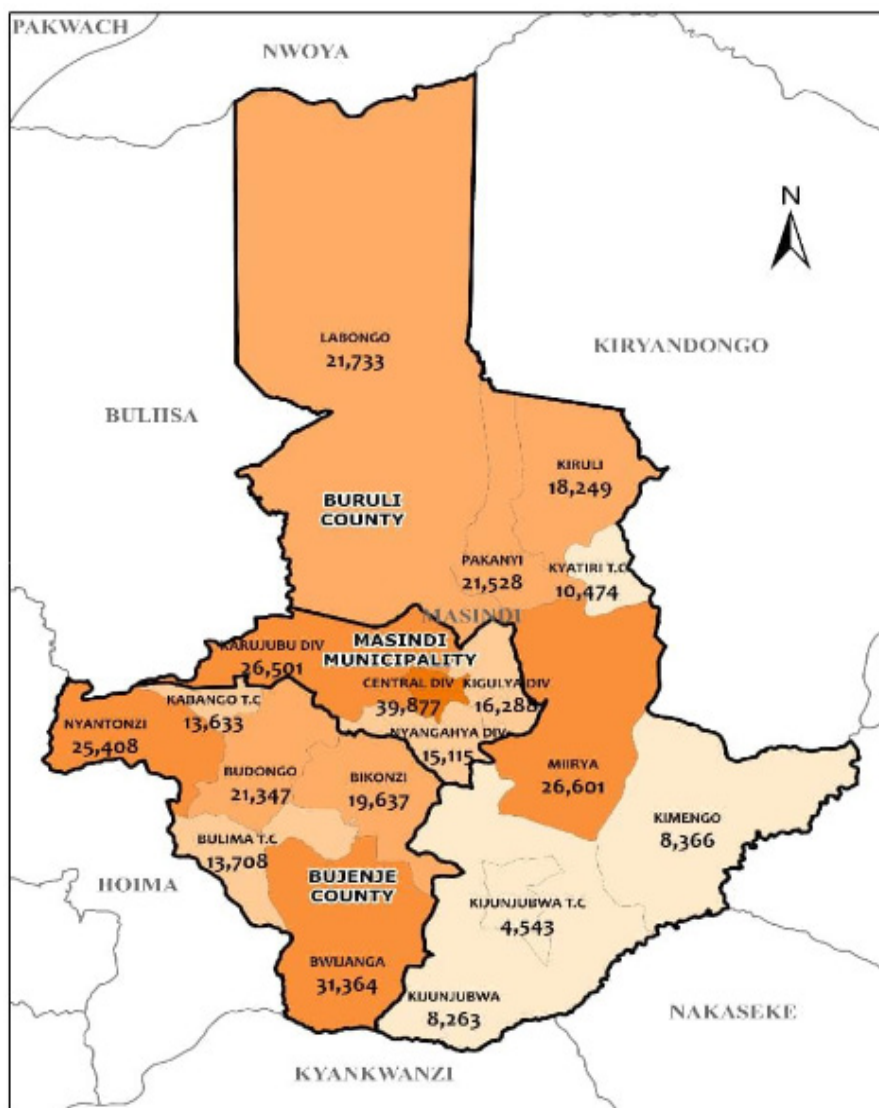 PAKWACH
NWOYA
N
LABONGO
21,733
KIRYANDONGO
BULIISA
KIRULI
18,249
BURULI
COUNTY
PAKANYI
21,528
KYATIRI T.C
10,474
MASINDI
KARUJUBU DIV
26,501
MASINDI
MUNICIPALITY
CENTRAL DIV
39,877
KIGULYA DIV
16,288
KABANGO T.C
13,633
NYANTONZI
25,408
NYANGAHYA DIV
15,115
BUDONGO
21,347
BIKONZI
19,637
MIIRYA
26,601
KIMENGO
8,366
BULIMA T.C
13,708
HOIMA
BUJENJE
COUNTY
KIJUNJUBWA T.C
4,543
BWIJANGA
31,364
KIJUNJUBWA
8,263
NAKASEKE
KYANKWANZI